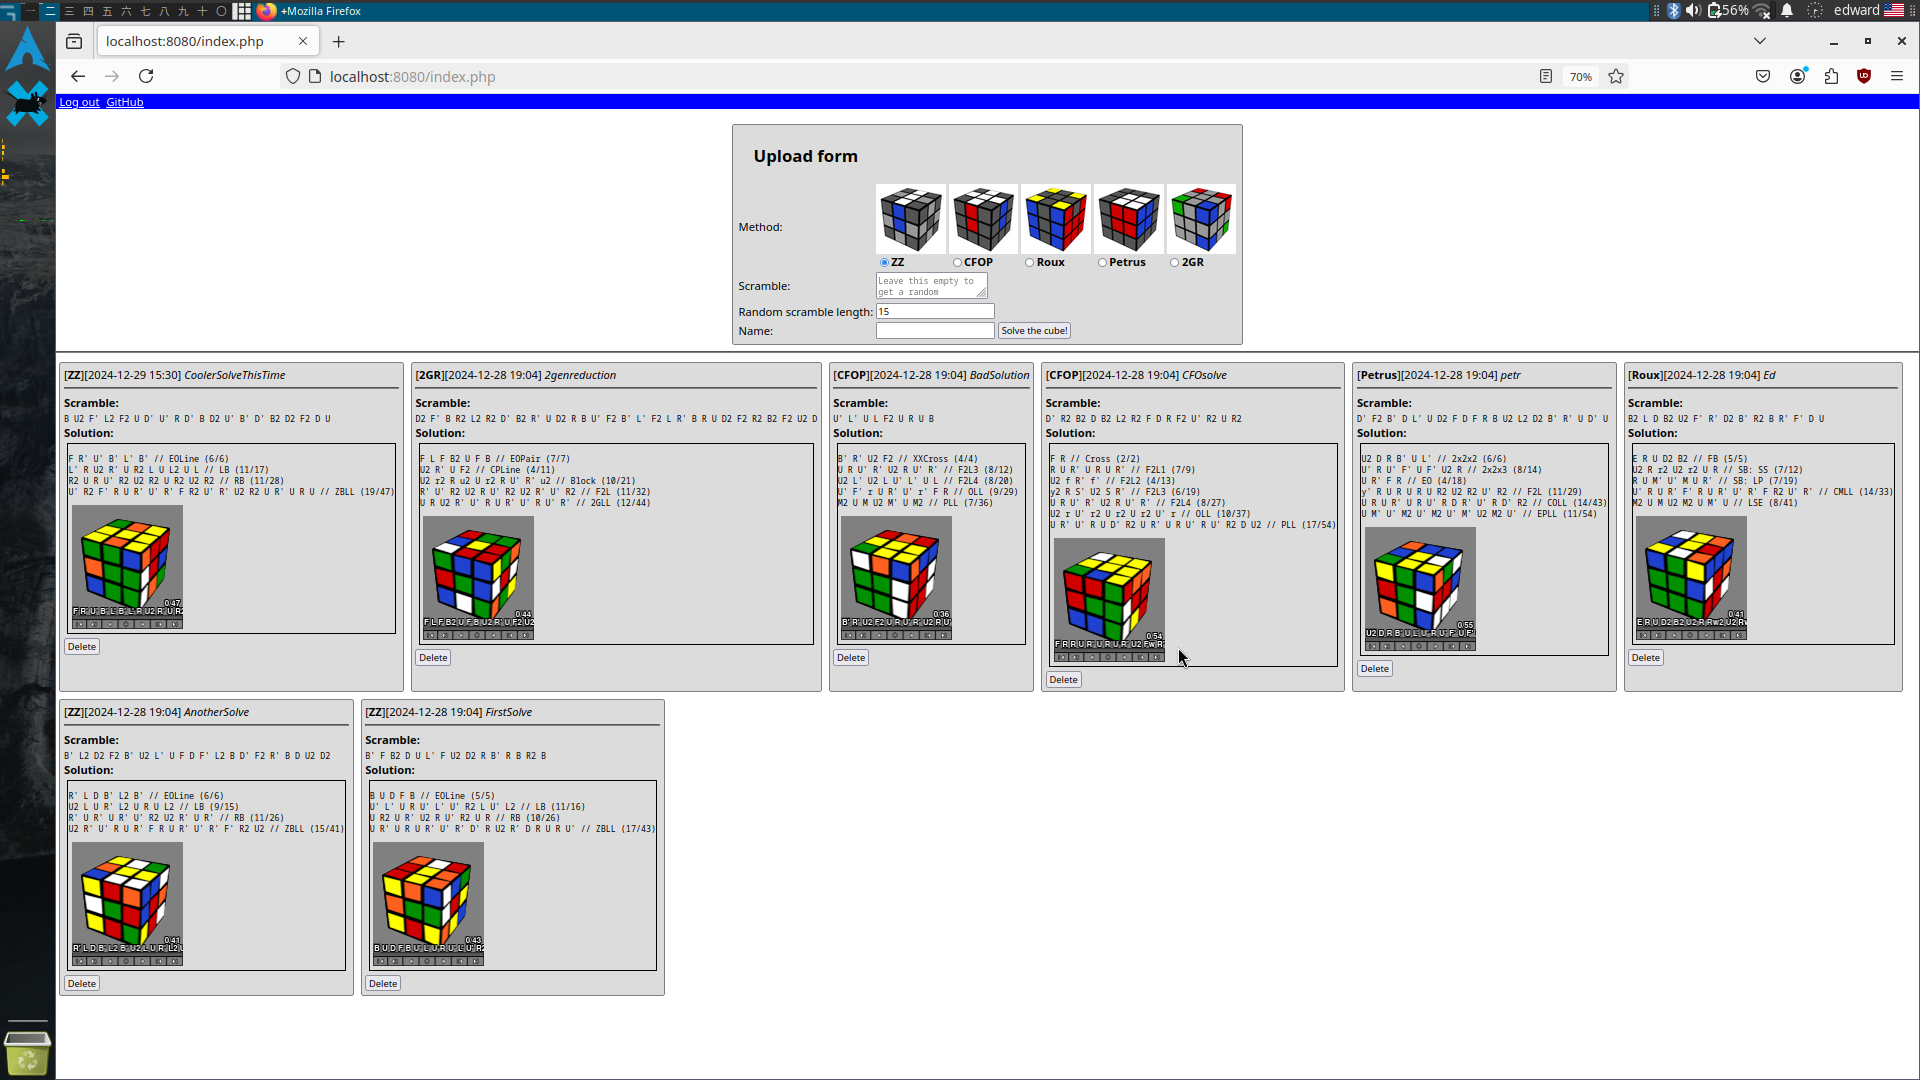 一 二 三 四 五 六 七 八 九 十 〇 +Mozilla Firefox 56% edward
localhost:8080/index.php
localhost:8080/index.php 70%
Log out GitHub
Upload form
Method:
ZZ CFOP Roux Petrus 2GR
Scramble: Leave this empty to
get a random
Random scramble length: 15
Name: Solve the cube!
[ZZ][2024-12-29 15:30] CoolerSolveThisTime
Scramble:
B U2 F' L2 F2 U D' U' R D' B D2 U' B' D' B2 D2 F2 D U
Solution:
F R' U' B' L' B' // EOLine (6/6)
L' R U2 R' U R2 L U L2 U L // LB (11/17)
R2 U R U' R2 U2 R2 U R2 U2 R2 // RB (11/28)
U' R2 F' R U R' U' R' F R2 U' R' U2 R2 U R' U R U // ZBLL (19/47)
0/47
Delete
[2GR][2024-12-28 19:04] 2genreduction
Scramble:
D2 F' B R2 L2 R2 D' B2 R' U D2 R B U' F2 B' L' F2 L R' B R U D2 F2 R2 B2 F2 U2 D
Solution:
F L F B2 U F B // EOPair (7/7)
U2 R' U F2 // CPLine (4/11)
U2 r2 R u2 U r2 U R' U' u2 // Block (10/21)
R' U' R2 U2 R U' R2 U2 R' U' R2 // F2L (11/32)
U R U2 R' U' R U R' U' R U' R' // 2GLL (12/44)
0/44
Delete
[CFOP][2024-12-28 19:04] BadSolution
Scramble:
U' L' U L F2 U R U B
Solution:
B' R' U2 F2 // XXCross (4/4)
U R U' R' U2 R U' R' // F2L3 (8/12)
U2 L' U2 L U' L' U L // F2L4 (8/20)
U' F' r U R' U' r' F R // OLL (9/29)
M2 U M U2 M' U M2 // PLL (7/36)
0/36
Delete
[CFOP][2024-12-28 19:04] CFOsolve
Scramble:
D' R2 B2 D B2 L2 R2 F D R F2 U' R2 U R2
Solution:
F R // Cross (2/2)
R U R' U R U R' // F2L1 (7/9)
U2 f R' f' // F2L2 (4/13)
y2 R S' U2 S R' // F2L3 (6/19)
U R U' R' U2 R U' R' // F2L4 (8/27)
U2 r U' r2 U r2 U r2 U' r // OLL (10/37)
U R' U' R U D' R2 U R' U R U' R U' R2 D U2 // PLL (17/54)
0/54
Delete
[Petrus][2024-12-28 19:04] petr
Scramble:
D' F2 B' D L' U D2 F D F R B U2 L2 D2 B' R' U D' U
Solution:
U2 D R B' U L' // 2x2x2 (6/6)
U' R U' F' U F' U2 R // 2x2x3 (8/14)
U R' F R // EO (4/18)
y' R U R U R U R2 U2 R2 U' R2 // F2L (11/29)
U R U R' U R U' R D R' U' R D' R2 // COLL (14/43)
U M' U' M2 U' M2 U' M' U2 M2 U' // EPLL (11/54)
0/55
Delete
[Roux][2024-12-28 19:04] Ed
Scramble:
B2 L D B2 U2 F' R' D2 B' R2 B R' F' D U
Solution:
E R U D2 B2 // FB (5/5)
U2 R r2 U2 r2 U R // SB: SS (7/12)
R U M' U' M U R' // SB: LP (7/19)
U' R U R' F' R U R' U' R' F R2 U' R' // CMLL (14/33)
M2 U M U2 M2 U M' U // LSE (8/41)
0/41
Delete
[ZZ][2024-12-28 19:04] AnotherSolve
Scramble:
B' L2 D2 F2 B' U2 L' U F D F' L2 B D' F2 R' B D U2 D2
Solution:
R' L D B' L2 B' // EOLine (6/6)
U2 L U R' L2 U R U L2 // LB (9/15)
R' U R' U R' U' R2 U2 R' U R' // RB (11/26)
U2 R' U' R U R' F R U R' U' R' F' R2 U2 // ZBLL (15/41)
0/41
Delete
[ZZ][2024-12-28 19:04] FirstSolve
Scramble:
B' F B2 D U L' F U2 D2 R B' R B R2 B
Solution:
B U D F B // EOLine (5/5)
U' L' U R U' L' U' R2 L U' L2 // LB (11/16)
U R2 U R' U2 R U' R2 U R // RB (10/26)
U R' U R U R' U' R' D' R U2 R' D R U R U' // ZBLL (17/43)
0/43
Delete